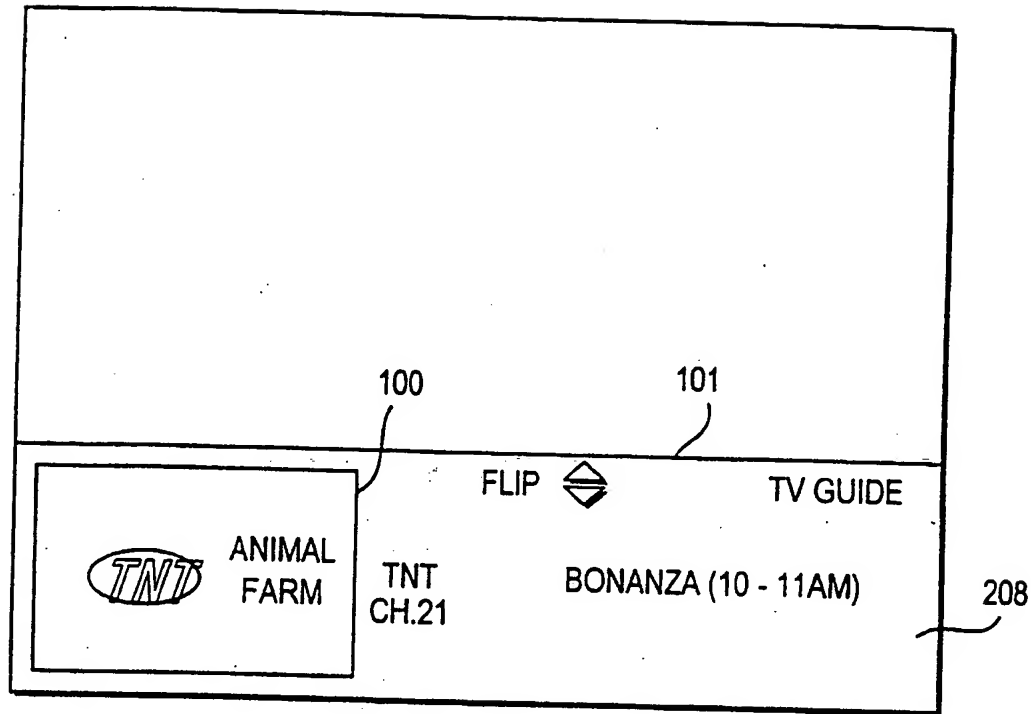 100
101
FLIP
TV GUIDE
TNT
ANIMAL
FARM
TNT
CH.21
BONANZA (10 - 11AM)
208